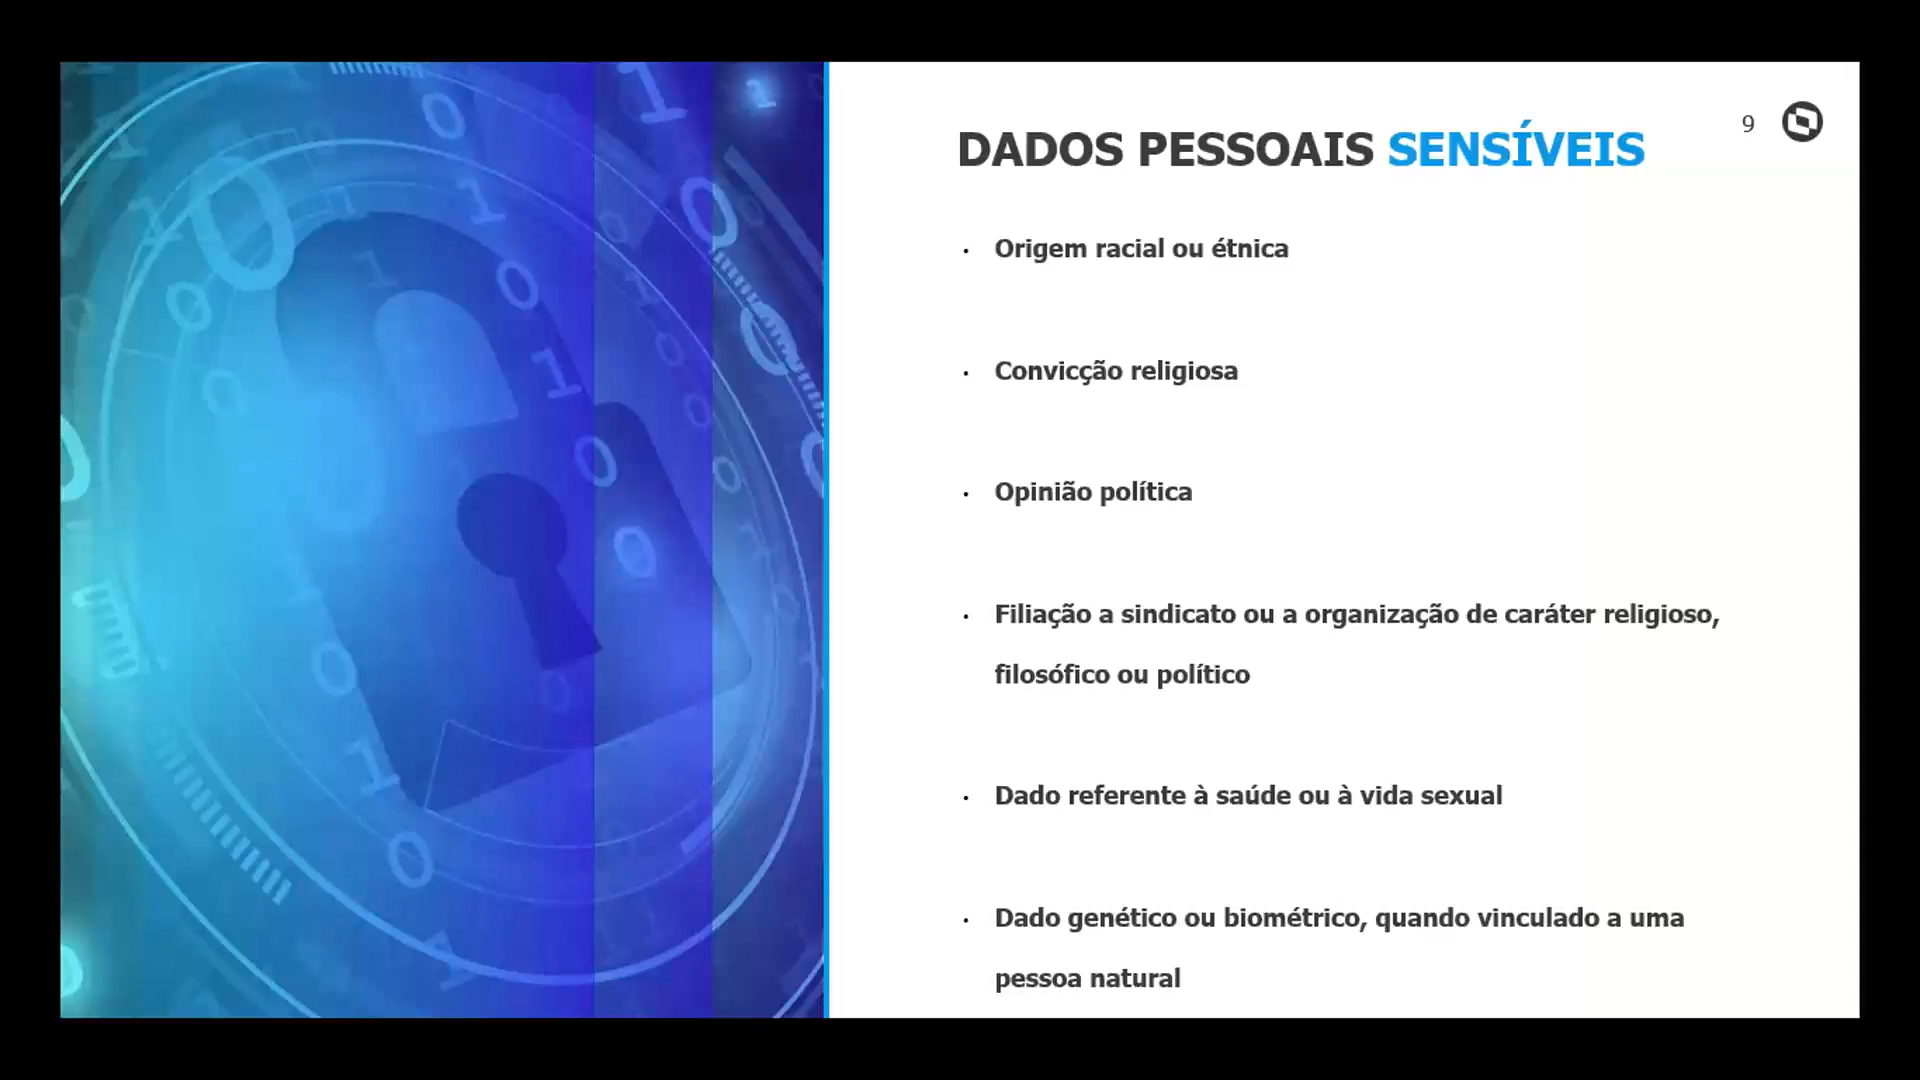 9
DADOS PESSOAIS SENSÍVEIS
• Origem racial ou étnica
• Convicção religiosa
• Opinião política
• Filiação a sindicato ou a organização de caráter religioso,
filosófico ou político
• Dado referente à saúde ou à vida sexual
• Dado genético ou biométrico, quando vinculado a uma
pessoa natural